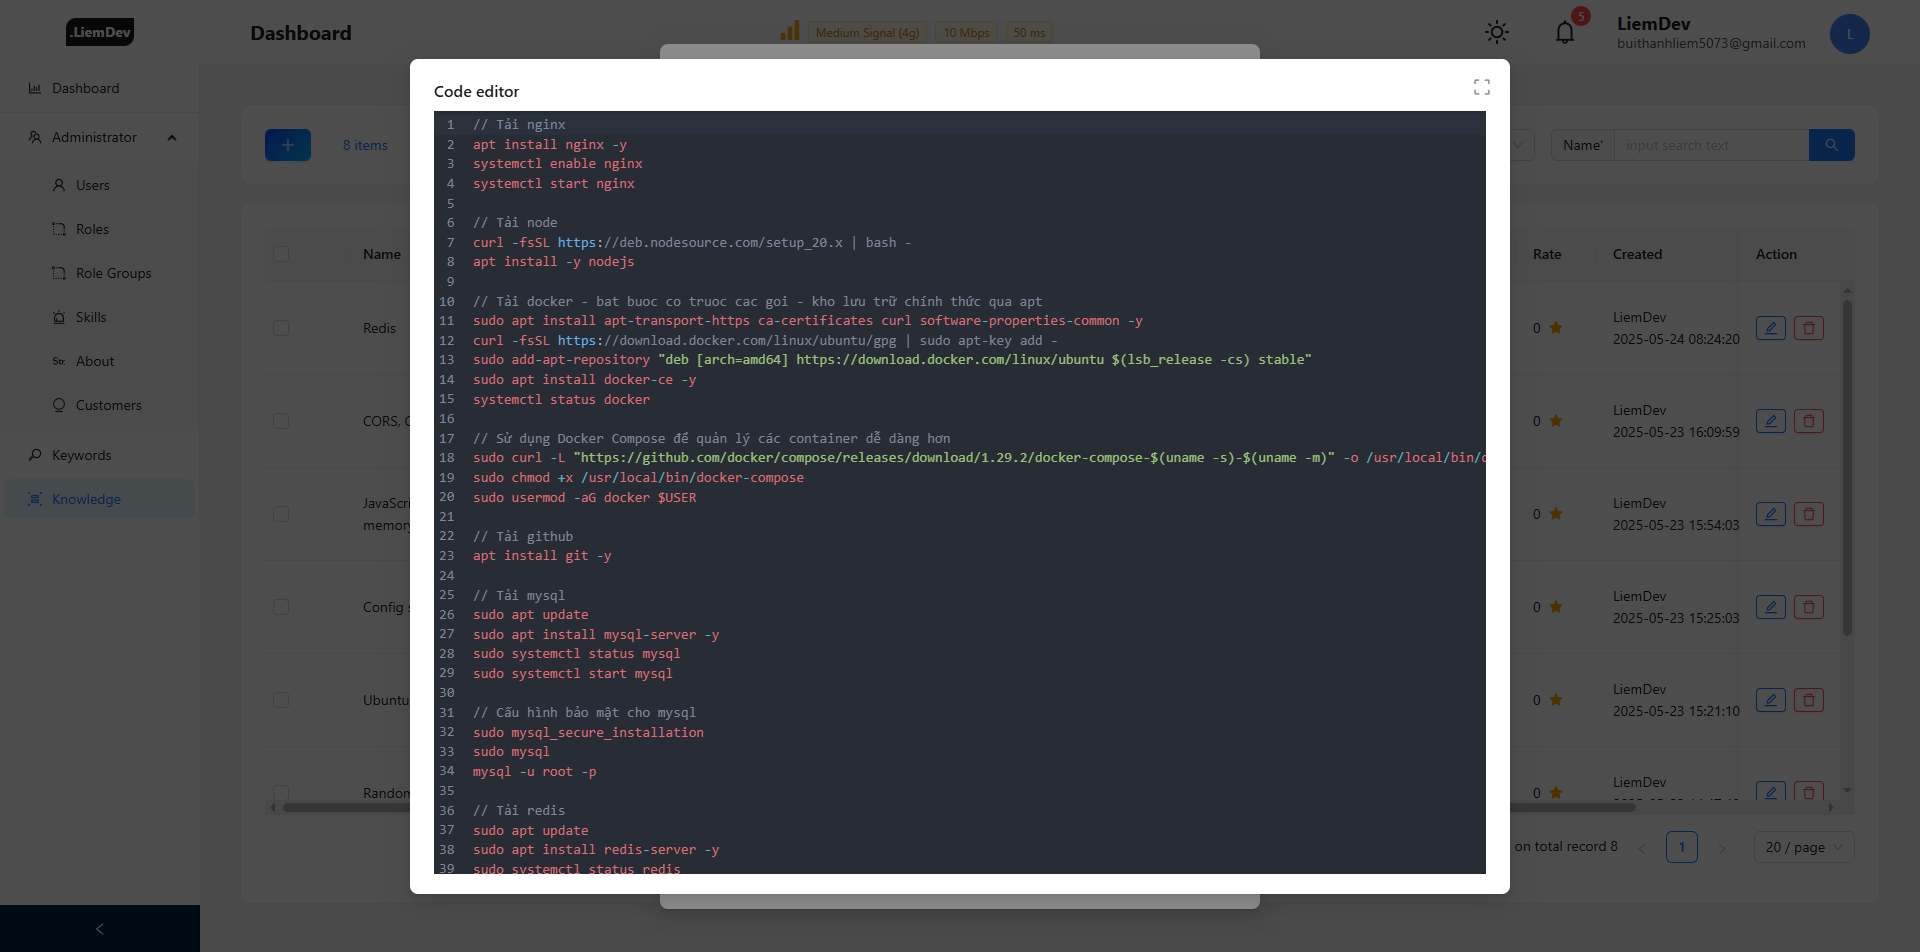 .LiemDev
Dashboard
Medium Signal (4g)
10 Mbps
50 ms
5
LiemDev
buithanhliem5073@gmail.com
L
Dashboard
Administrator
Users
Roles
Role Groups
Skills
Str. About
Customers
Keywords
Knowledge
8 items
Name'
input search text
Name
Rate
Created
Action
Redis
0
LiemDev
2025-05-24 08:24:20
CORS,
0
LiemDev
2025-05-23 16:09:59
JavaScri
memory
0
LiemDev
2025-05-23 15:54:03
Config
0
LiemDev
2025-05-23 15:25:03
Ubuntu
0
LiemDev
2025-05-23 15:21:10
Random
0
LiemDev
on total record 8
1
20 / page
Code editor
1 // Tải nginx
2 apt install nginx -y
3 systemctl enable nginx
4 systemctl start nginx
5
6 // Tải node
7 curl -fsSL https://deb.nodesource.com/setup_20.x | bash -
8 apt install -y nodejs
9
10 // Tải docker - bat buoc co truoc cac goi - kho lưu trữ chính thức qua apt
11 sudo apt install apt-transport-https ca-certificates curl software-properties-common -y
12 curl -fsSL https://download.docker.com/linux/ubuntu/gpg | sudo apt-key add -
13 sudo add-apt-repository "deb [arch=amd64] https://download.docker.com/linux/ubuntu $(lsb_release -cs) stable"
14 sudo apt install docker-ce -y
15 systemctl status docker
16
17 // Sử dụng Docker Compose để quản lý các container dễ dàng hơn
18 sudo curl -L "https://github.com/docker/compose/releases/download/1.29.2/docker-compose-$(uname -s)-$(uname -m)" -o /usr/local/bin/
19 sudo chmod +x /usr/local/bin/docker-compose
20 sudo usermod -aG docker $USER
21
22 // Tải github
23 apt install git -y
24
25 // Tải mysql
26 sudo apt update
27 sudo apt install mysql-server -y
28 sudo systemctl status mysql
29 sudo systemctl start mysql
30
31 // Cấu hình bảo mật cho mysql
32 sudo mysql_secure_installation
33 sudo mysql
34 mysql -u root -p
35
36 // Tải redis
37 sudo apt update
38 sudo apt install redis-server -y
39 sudo systemctl status redis